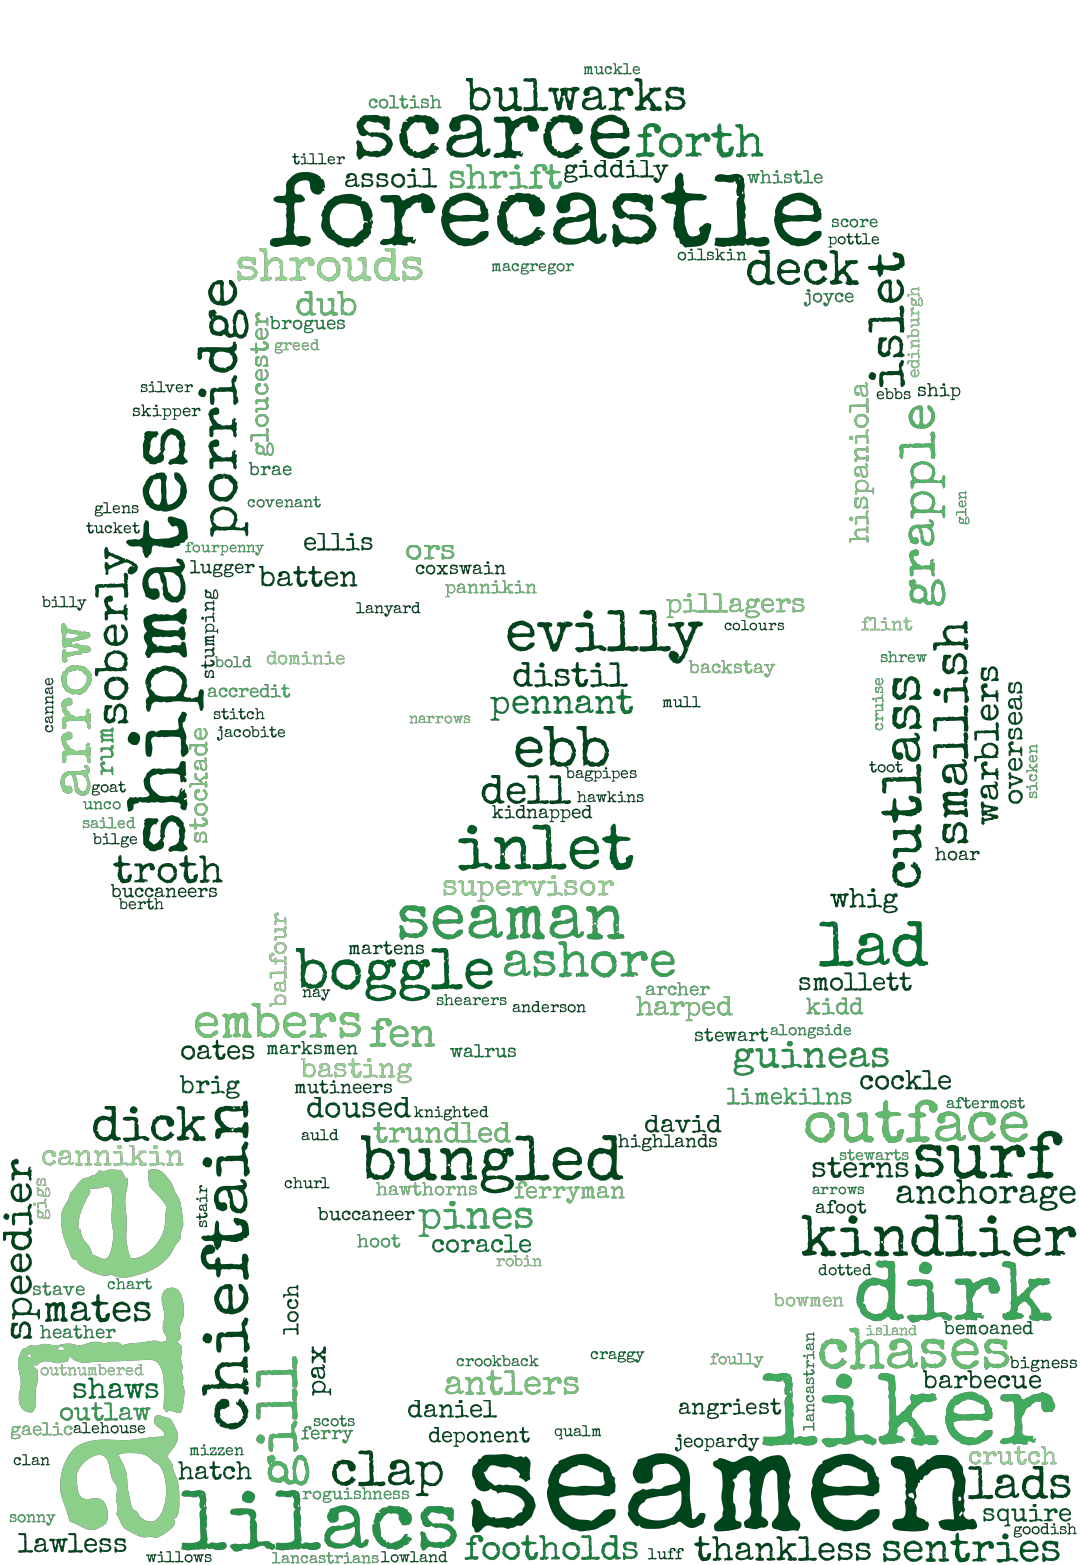 muckle
coltish bulwarks
scarce forth
tiller assoil shrift giddily whistle
forecastle score
pottle
shrouds macgregor oilskin deck islet
dub joyce edinburgh
porridge gloucester brogues
greed
silver ebbs ship
skipper hispaniola grapple
shipmates brae
covenant glen
glens
tucket
fourpenny ellis ors
soberly lugger batten coxswain
pannikin
billy stumping lanyard pillagers
arrow evilly colours flint smallish
cannae bold dominie distil backstay shrew
accredit pennant mull cruise cutlass warblers overseas
stitch narrows
rum stockade jacobite ebb
bagpipes toot sicken
goat dell hawkins
unco kidnapped
sailed
bilge inlet hoar
troth supervisor
buccaneers whig
berth seaman
balfour martens ashore lad
boggle smollett
nay shearers anderson archer
harped kidd
embers fen stewart alongside
oates marksmen walrus guineas
basting cockle
brig mutineers limekilns
chieftain doused knighted david outface aftermost
dick auld trundled highlands
cannikin bungled stewarts surf
speedier gigs ale stair churl hawthorns ferryman sterns
arrows anchorage
buccaneer pines afoot
hoot coracle kindlier
robin dotted
stave chart loch bowmen dirk
mates
heather island bemoaned
outnumbered gill pax crookback craggy foully lancastrian chases bigness
shaws antlers barbecue
outlaw daniel angriest liker
gaelic alehouse scots
ferry deponent qualm jeopardy
clan mizzen crutch
hatch clap seamen lads
roguishness
sonny lilacs squire
goodish
lawless willows lancastrians lowland footholds luff thankless sentries